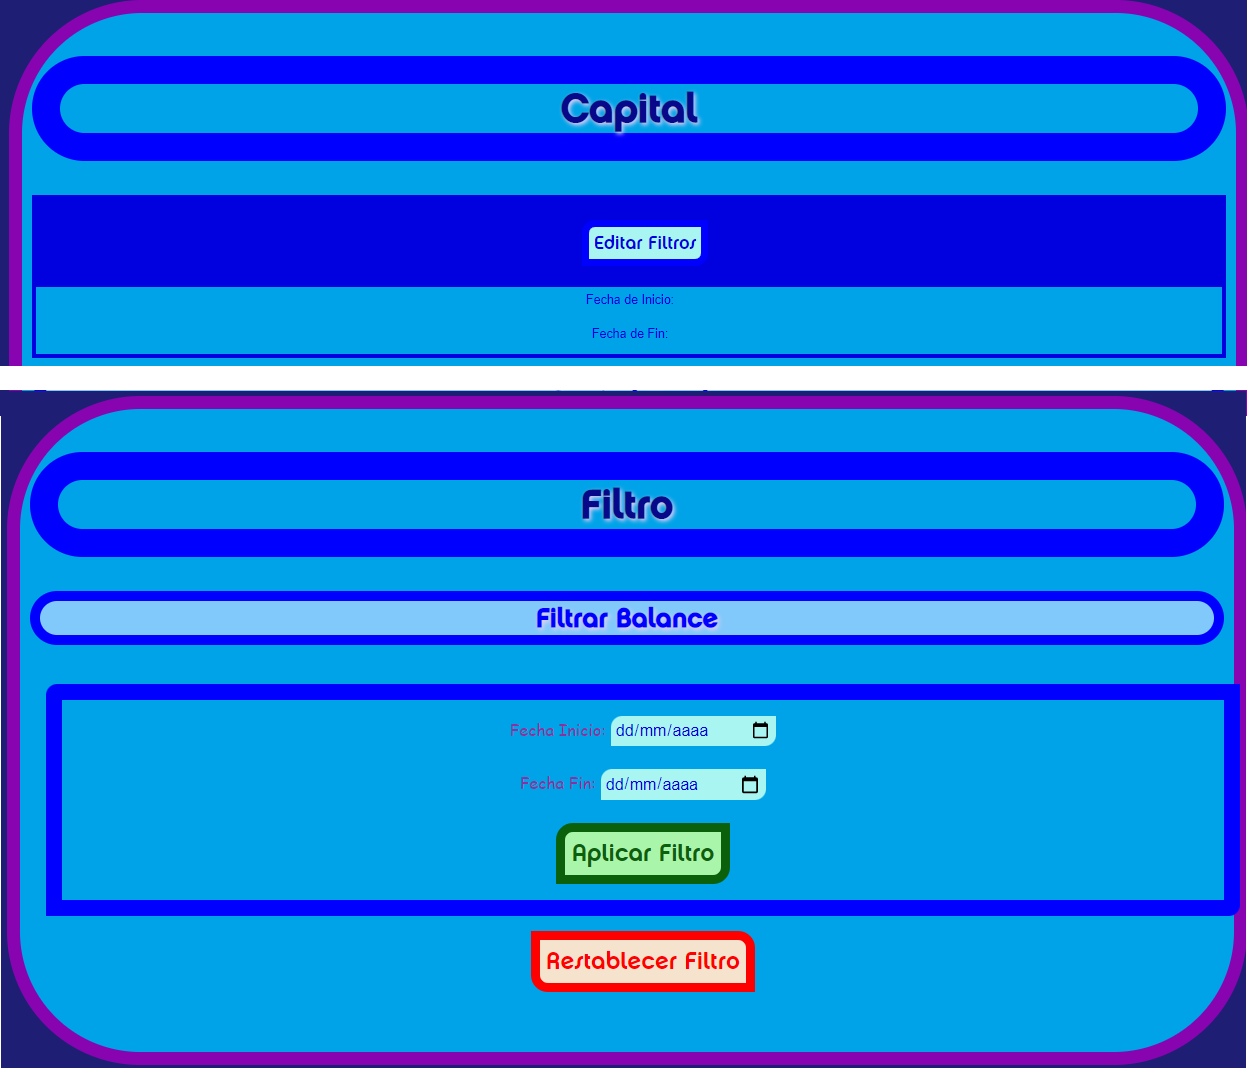 Capital
Editar Filtros
Fecha de Inicio:
Fecha de Fin:
Filtro
Filtrar Balance
Fecha Inicio: dd/mm/aaaa
Fecha Fin: dd/mm/aaaa
Aplicar Filtro
Restablecer Filtro